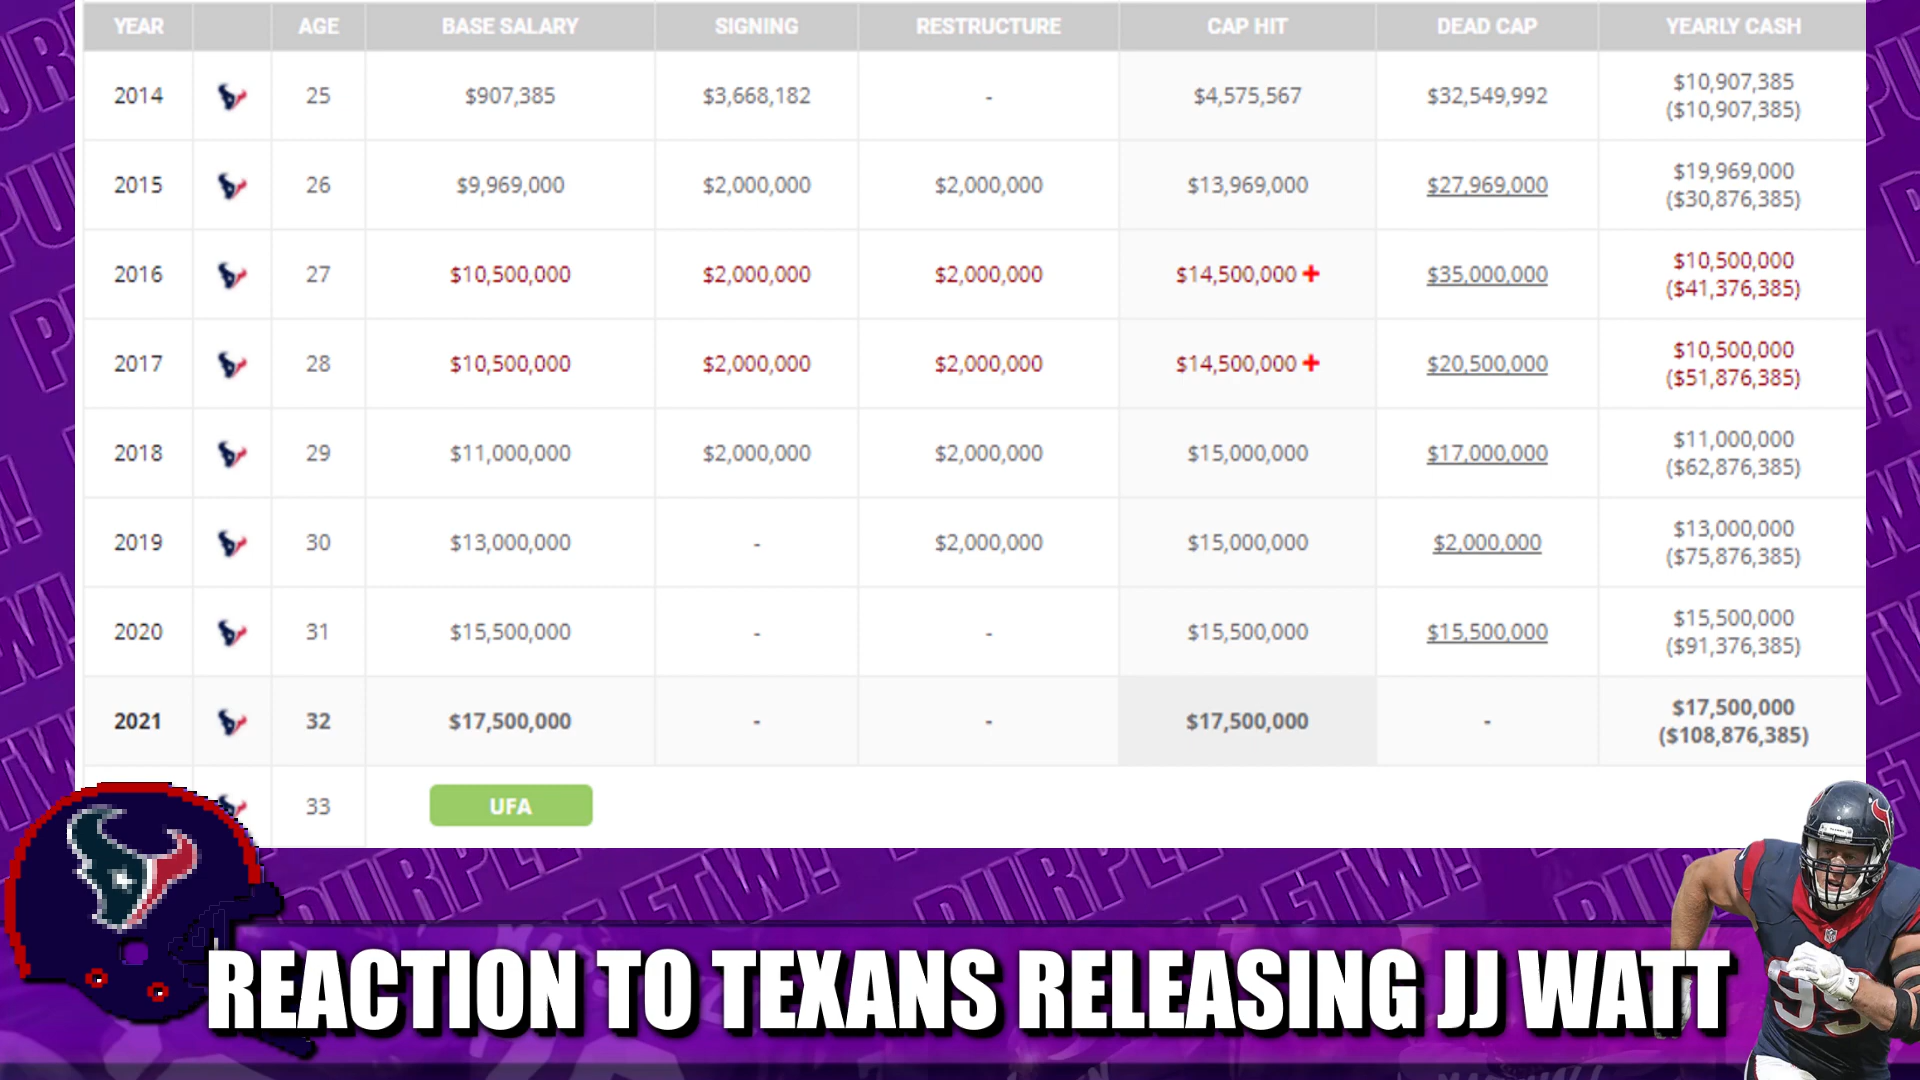 YEAR AGE BASE SALARY SIGNING RESTRUCTURE CAP HIT DEAD CAP YEARLY CASH
2014 25 $907,385 $3,668,182 - $4,575,567 $32,549,992 $10,907,385
($10,907,385)
2015 26 $9,969,000 $2,000,000 $2,000,000 $13,969,000 $27,969,000 $19,969,000
($30,876,385)
2016 27 $10,500,000 $2,000,000 $2,000,000 $14,500,000 + $35,000,000 $10,500,000
($41,376,385)
2017 28 $10,500,000 $2,000,000 $2,000,000 $14,500,000 + $20,500,000 $10,500,000
($51,876,385)
2018 29 $11,000,000 $2,000,000 $2,000,000 $15,000,000 $17,000,000 $11,000,000
($62,876,385)
2019 30 $13,000,000 - $2,000,000 $15,000,000 $2,000,000 $13,000,000
($75,876,385)
2020 31 $15,500,000 - - $15,500,000 $15,500,000 $15,500,000
($91,376,385)
2021 32 $17,500,000 - - $17,500,000 - $17,500,000
($108,876,385)
33 UFA
PURPLE FTW! PURPLE FTW!
REACTION TO TEXANS RELEASING JJ WATT
99